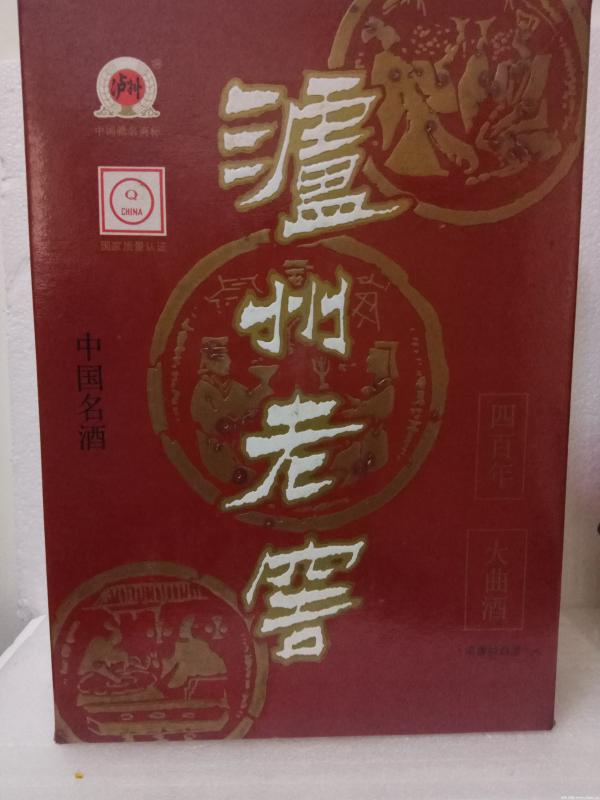 泸州
中国驰名商标
Q
CHINA
国家质量认证
中国名酒
瀘州老窖
四百年
大曲酒